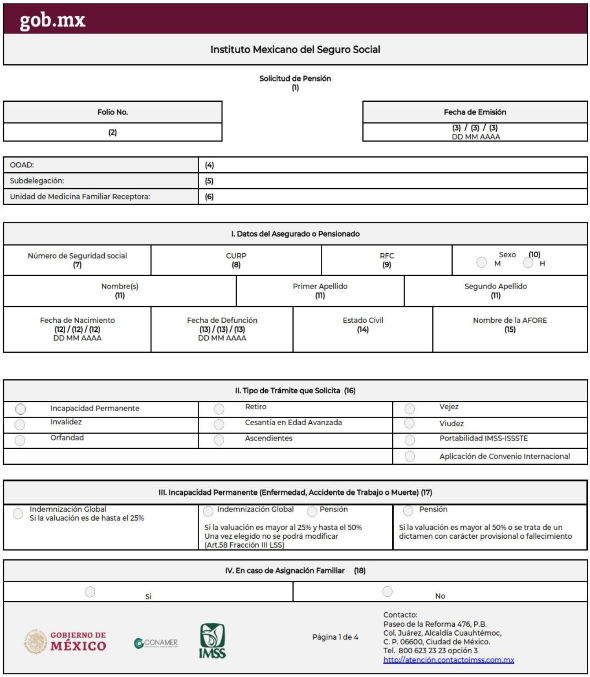 gob.mx
Instituto Mexicano del Seguro Social
Solicitud de Pensión
(1)
Folio No.
(2)
Fecha de Emisión
(3) / (3) / (3)
DD MM AAAA
OOAD: (4)
Subdelegación: (5)
Unidad de Medicina Familiar Receptora: (6)
I. Datos del Asegurado o Pensionado
Número de Seguridad social
(7)
CURP
(8)
RFC
(9)
Sexo (10)
M H
Nombre(s)
(11)
Primer Apellido
(11)
Segundo Apellido
(11)
Fecha de Nacimiento
(12) / (12) / (12)
DD MM AAAA
Fecha de Defunción
(13) / (13) / (13)
DD MM AAAA
Estado Civil
(14)
Nombre de la AFORE
(15)
II. Tipo de Trámite que Solicita (16)
Incapacidad Permanente Retiro Vejez
Invalidez Cesantía en Edad Avanzada Viudez
Orfandad Ascendientes Portabilidad IMSS-ISSSTE
Aplicación de Convenio Internacional
III. Incapacidad Permanente (Enfermedad, Accidente de Trabajo o Muerte) (17)
Indemnización Global
Si la valuación es de hasta el 25%
Indemnización Global Pensión
Si la valuación es mayor al 25% y hasta el 50%
Una vez elegido no se podrá modificar
(Art.58 Fracción III LSS)
Pensión
Si la valuación es mayor al 50% o se trata de un
dictamen con carácter provisional o fallecimiento
IV. En caso de Asignación Familiar (18)
Si No
GOBIERNO DE
MÉXICO
CONAMER
IMSS
Página 1 de 4
Contacto:
Paseo de la Reforma 476, P.B.
Col. Juárez, Alcaldía Cuauhtémoc,
C. P. 06600, Ciudad de México.
Tel. 800 623 23 23 opción 3
http://atención.contactoimss.com.mx